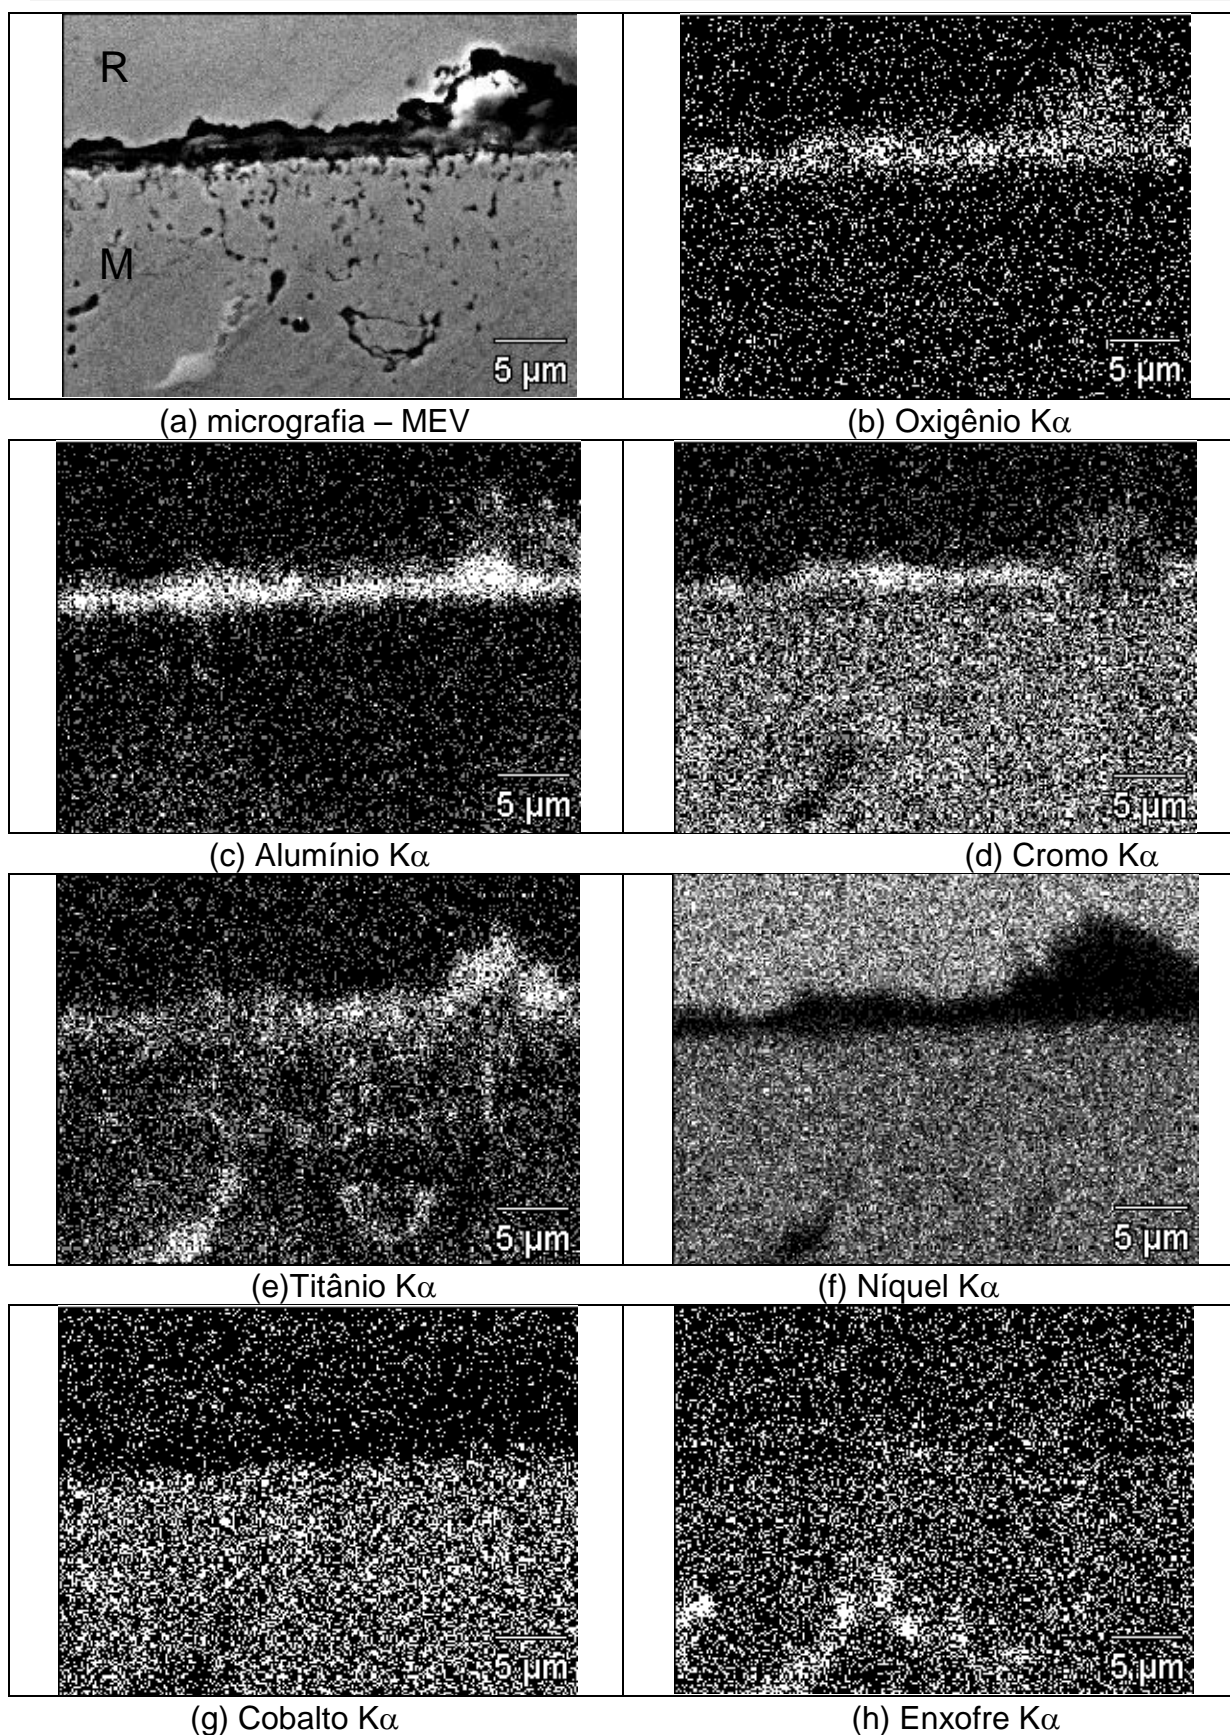 R
M
5 μm
5 μm
(a) micrografia – MEV
(b) Oxigênio Kα
5 μm
5 μm
(c) Alumínio Kα
(d) Cromo Kα
5 μm
5 μm
(e)Titânio Kα
(f) Níquel Kα
5 μm
5 μm
(g) Cobalto Kα
(h) Enxofre Kα